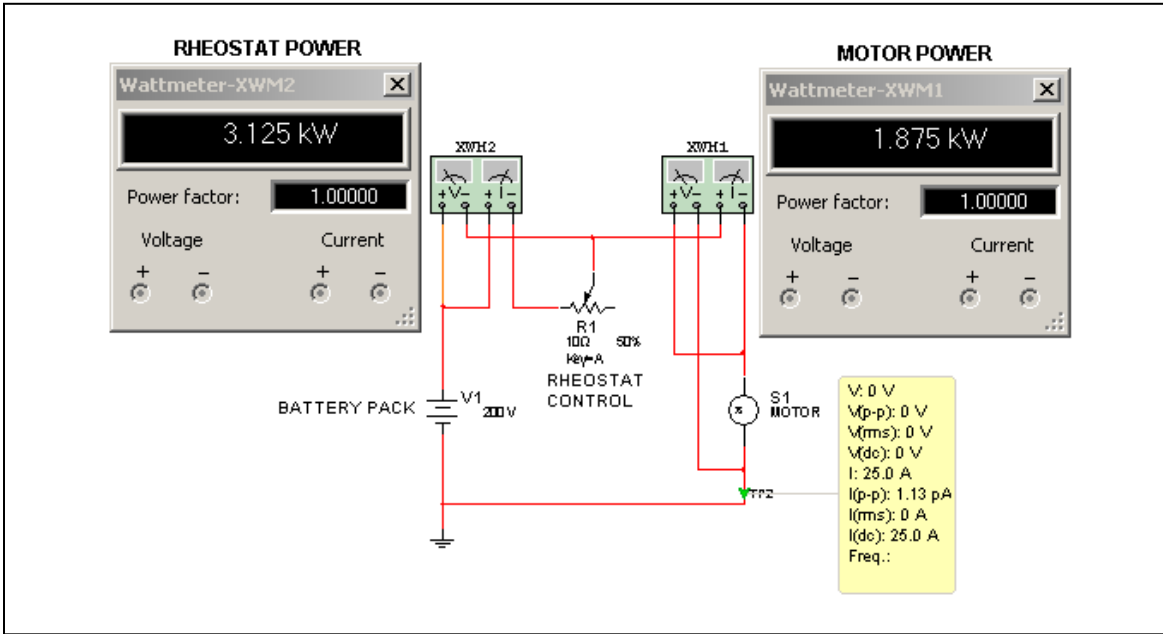 RHEOSTAT POWER
Wattmeter-XWM2
3.125 kW
Power factor: 1.00000
Voltage Current
+ − + −
MOTOR POWER
Wattmeter-XWM1
1.875 kW
Power factor: 1.00000
Voltage Current
+ − + −
XWM2
+ V − + I −
XWM1
+ V − + I −
R1
10Ω 50%
Key=A
RHEOSTAT
CONTROL
BATTERY PACK
V1
200 V
S1
MOTOR
TP2
V: 0 V
V(p-p): 0 V
V(rms): 0 V
V(dc): 0 V
I: 25.0 A
I(p-p): 1.13 pA
I(rms): 0 A
I(dc): 25.0 A
Freq.: